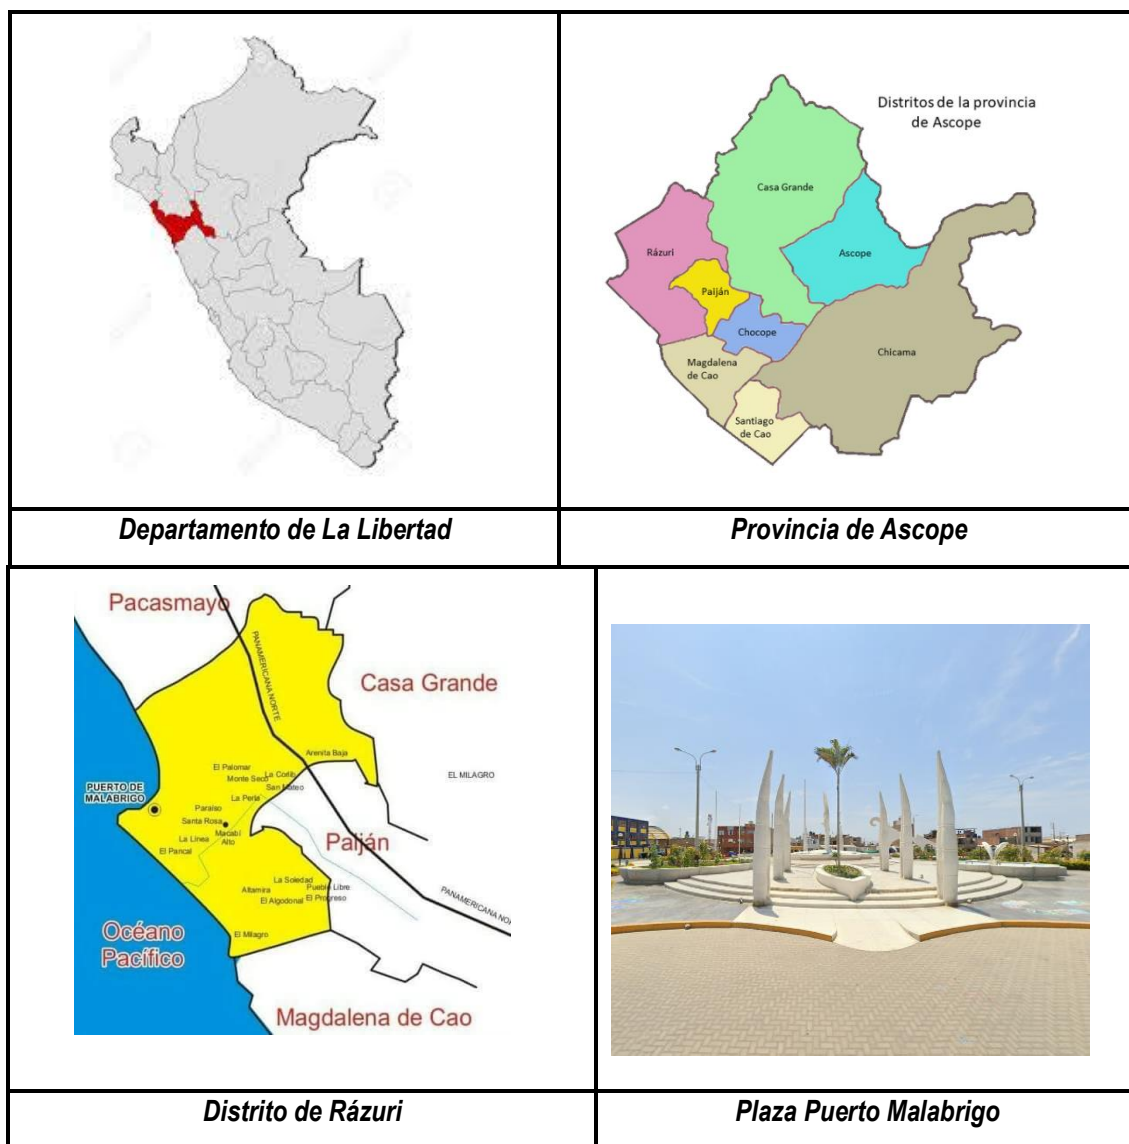 Distritos de la provincia
de Ascope
Casa Grande
Rázuri
Ascope
Paiján
Chocope
Chicama
Magdalena
de Cao
Santiago
de Cao
Departamento de La Libertad
Provincia de Ascope
Pacasmayo
PANAMERICANA NORTE
Casa Grande
Arenita Baja
El Palomar
Monte Seco
San Mateo
EL MILAGRO
PUERTO DE
MALABRIGO
La Perla
Paraiso
Santa Rosa
Macabí
Alto
La Línea
El Pancal
Paiján
La Soledad
Altamira
Pueblo Libre
El Algodonal
El Progreso
PANAMERICANA NO
Océano
Pacífico
El Milagro
Magdalena de Cao
Distrito de Rázuri
Plaza Puerto Malabrigo